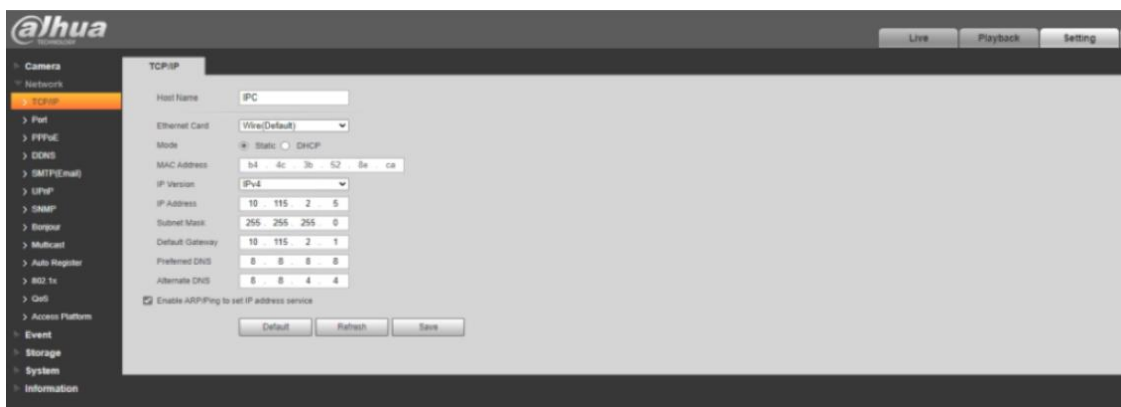 alhua
TECHNOLOGY
Live
Playback
Setting
Camera
Network
TCP/IP
Port
PPPoE
DDNS
SMTP(Email)
UPnP
SNMP
Bonjour
Multicast
Auto Register
802.1x
QoS
Access Platform
Event
Storage
System
Information
TCP/IP
Host Name IPC
Ethernet Card Wire(Default)
Mode Static DHCP
MAC Address b4 . 4c . 3b . 52 . 8e . ca
IP Version IPv4
IP Address 10 . 115 . 2 . 5
Subnet Mask 255 . 255 . 255 . 0
Default Gateway 10 . 115 . 2 . 1
Preferred DNS 8 . 8 . 8 . 8
Alternate DNS 8 . 8 . 4 . 4
Enable ARP/Ping to set IP address service
Default Refresh Save